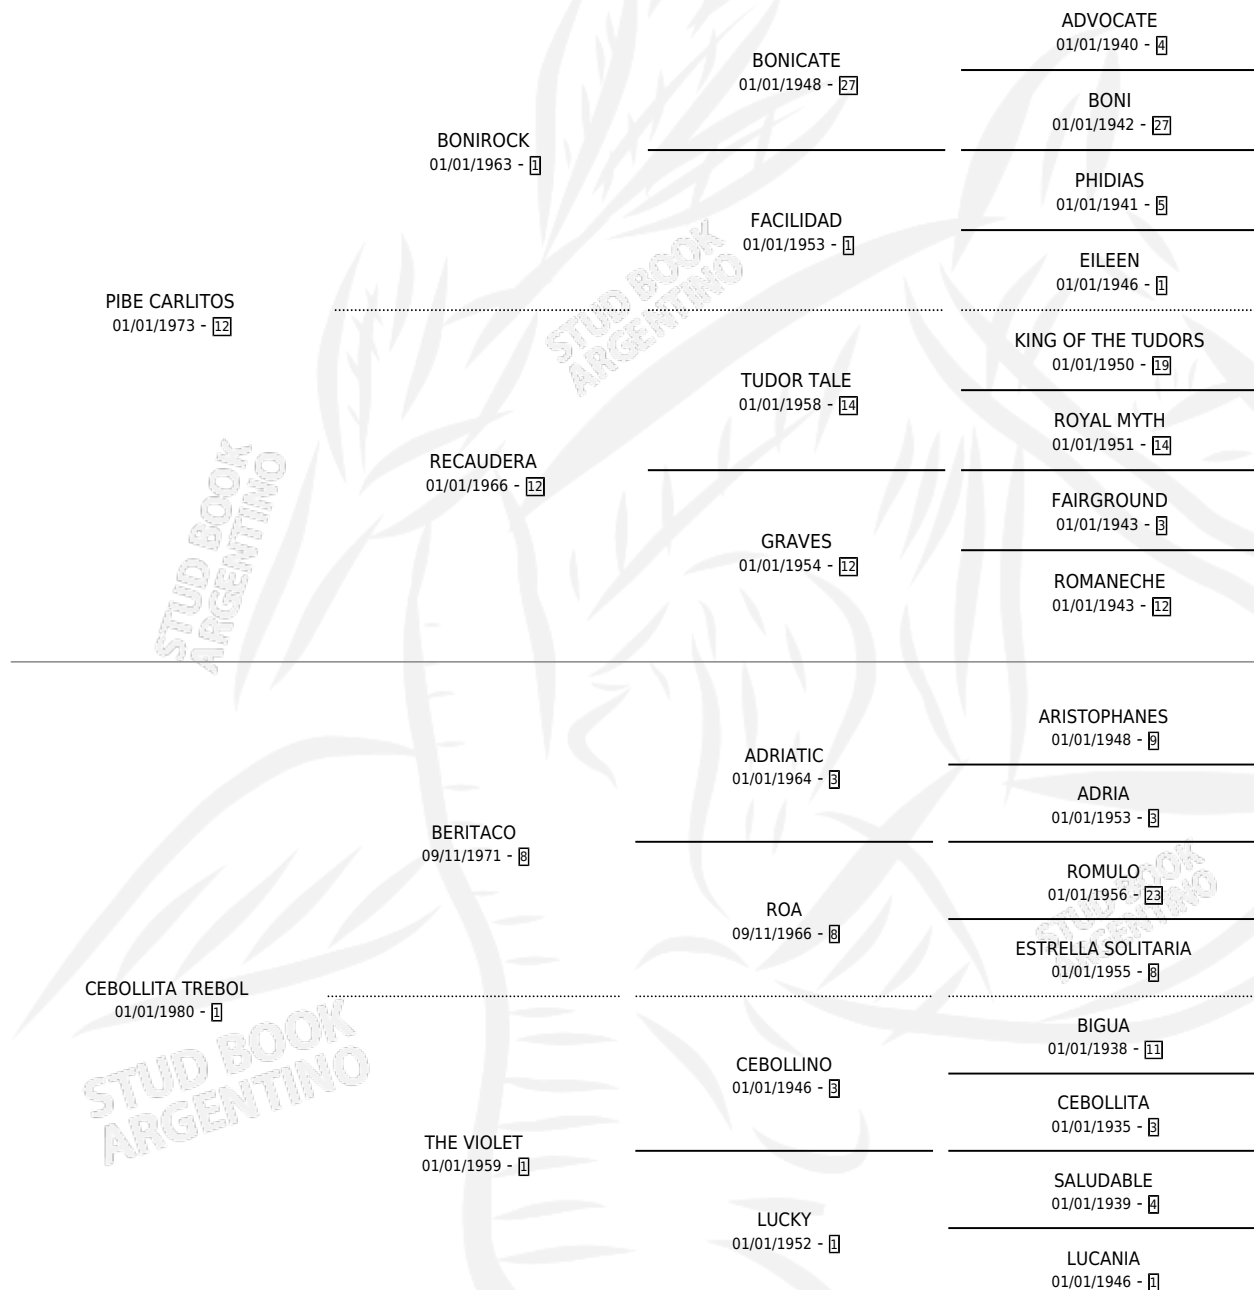 ADVOCATE
01/01/1940 - 4
BONICATE
01/01/1948 - 27
BONI
01/01/1942 - 27
BONIROCK
01/01/1963 - 1
PHIDIAS
01/01/1941 - 5
FACILIDAD
01/01/1953 - 1
EILEEN
01/01/1946 - 1
PIBE CARLITOS
01/01/1973 - 12
STUD BOOK
ARGENTINO
KING OF THE TUDORS
01/01/1950 - 19
TUDOR TALE
01/01/1958 - 14
ROYAL MYTH
01/01/1951 - 14
RECAUDERA
01/01/1966 - 12
FAIRGROUND
01/01/1943 - 3
GRAVES
01/01/1954 - 12
ROMANECHE
01/01/1943 - 12
STUD BOOK
ARGENTINO
ARISTOPHANES
01/01/1948 - 9
ADRIATIC
01/01/1964 - 3
ADRIA
01/01/1953 - 3
BERITACO
09/11/1971 - 8
ROMULO
01/01/1956 - 23
ROA
09/11/1966 - 8
STUD BOOK
ARGENTINO
ESTRELLA SOLITARIA
01/01/1955 - 8
CEBOLLITA TREBOL
01/01/1980 - 1
STUD BOOK
ARGENTINO
BIGUA
01/01/1938 - 11
CEBOLLINO
01/01/1946 - 3
CEBOLLITA
01/01/1935 - 3
THE VIOLET
01/01/1959 - 1
SALUDABLE
01/01/1939 - 4
LUCKY
01/01/1952 - 1
LUCANIA
01/01/1946 - 1